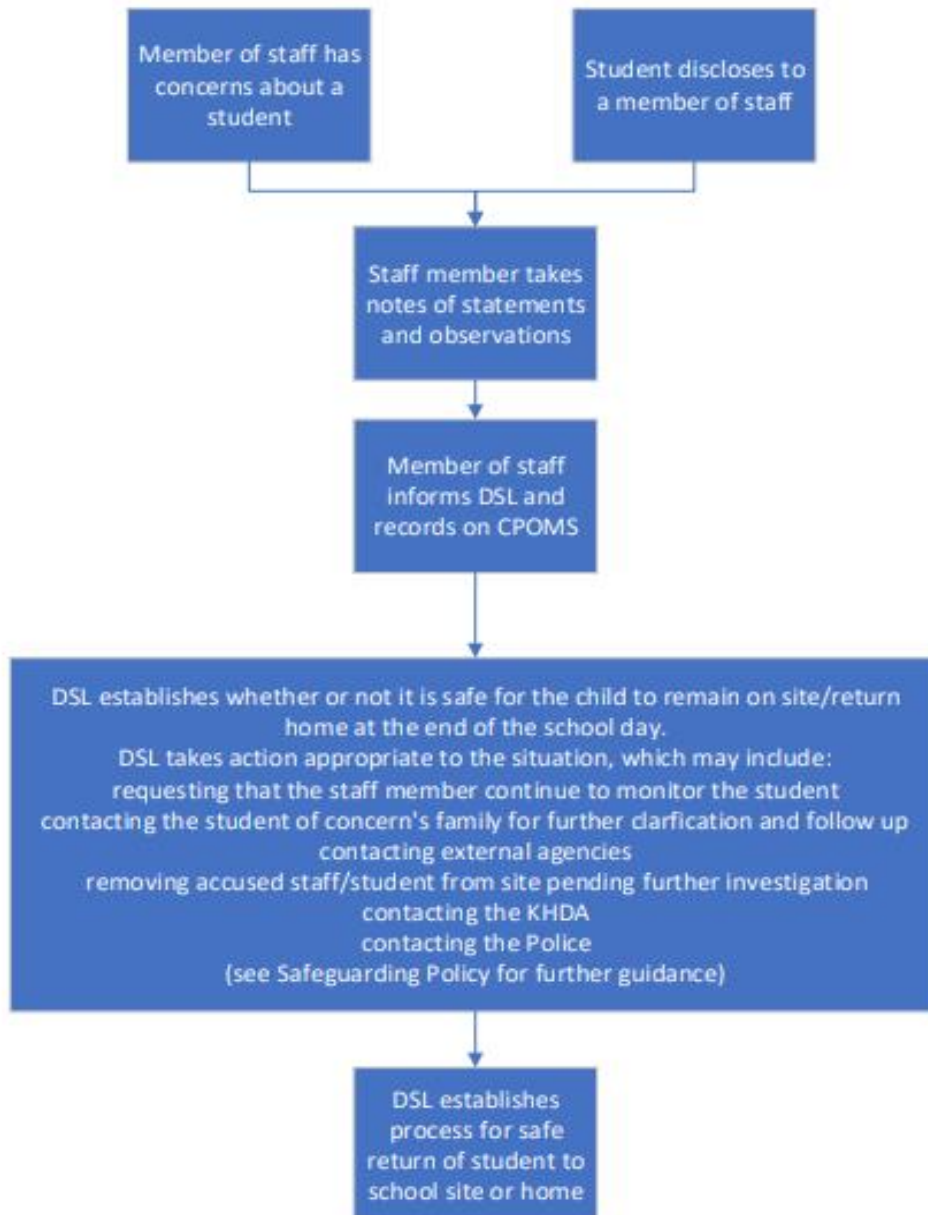 Member of staff has
concerns about a
student
Student discloses to
a member of staff
Staff member takes
notes of statements
and observations
Member of staff
informs DSL and
records on CPOMS
DSL establishes whether or not it is safe for the child to remain on site/return
home at the end of the school day.
DSL takes action appropriate to the situation, which may include:
requesting that the staff member continue to monitor the student
contacting the student of concern's family for further clarfication and follow up
contacting external agencies
removing accused staff/student from site pending further investigation
contacting the KHDA
contacting the Police
(see Safeguarding Policy for further guidance)
DSL establishes
process for safe
return of student to
school site or home